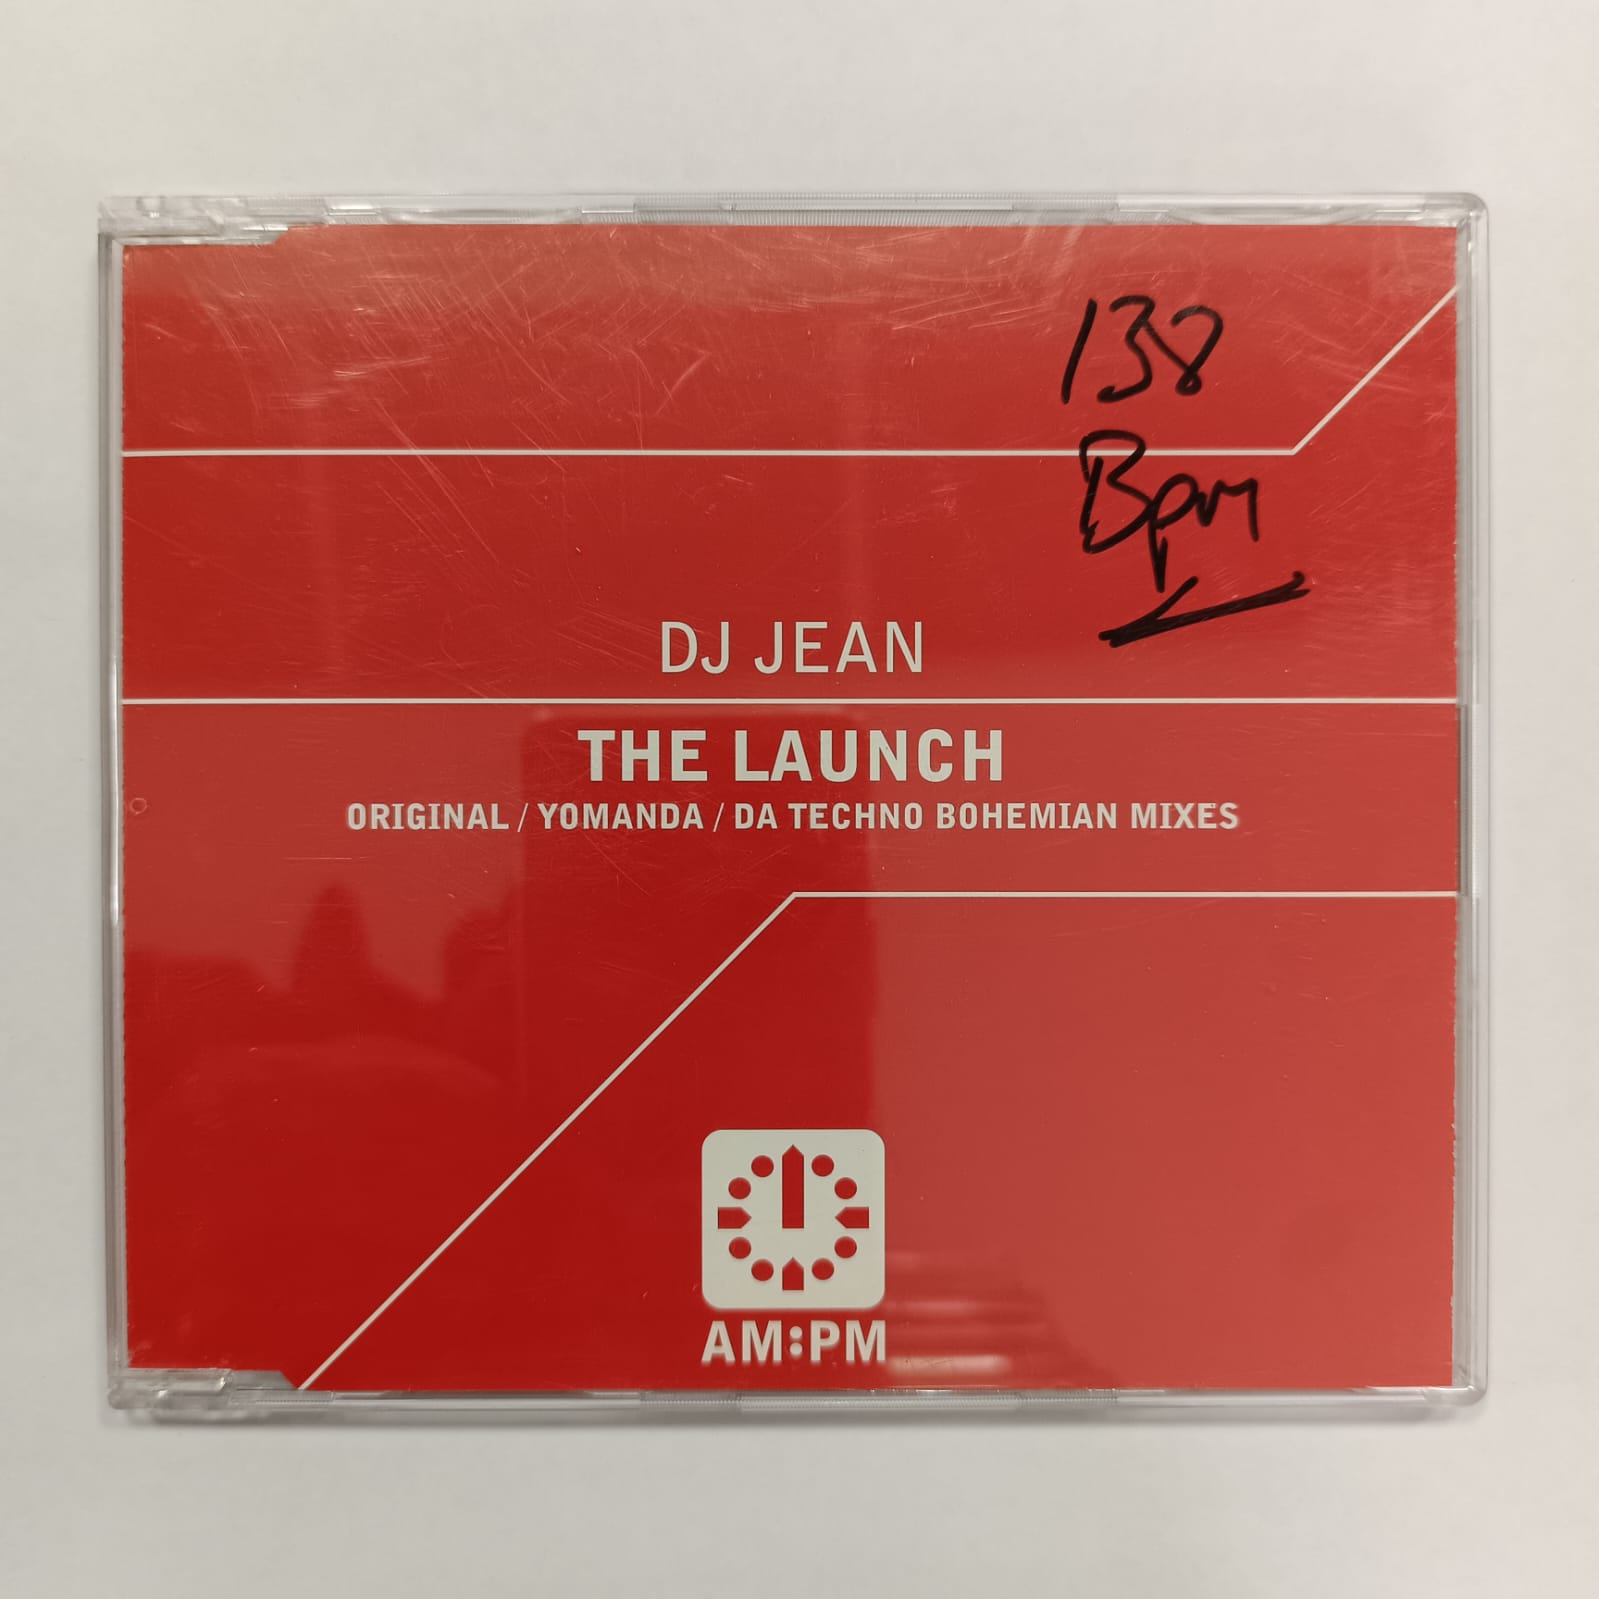 138
Bpm
DJ JEAN
THE LAUNCH
ORIGINAL / YOMANDA / DA TECHNO BOHEMIAN MIXES
AM:PM